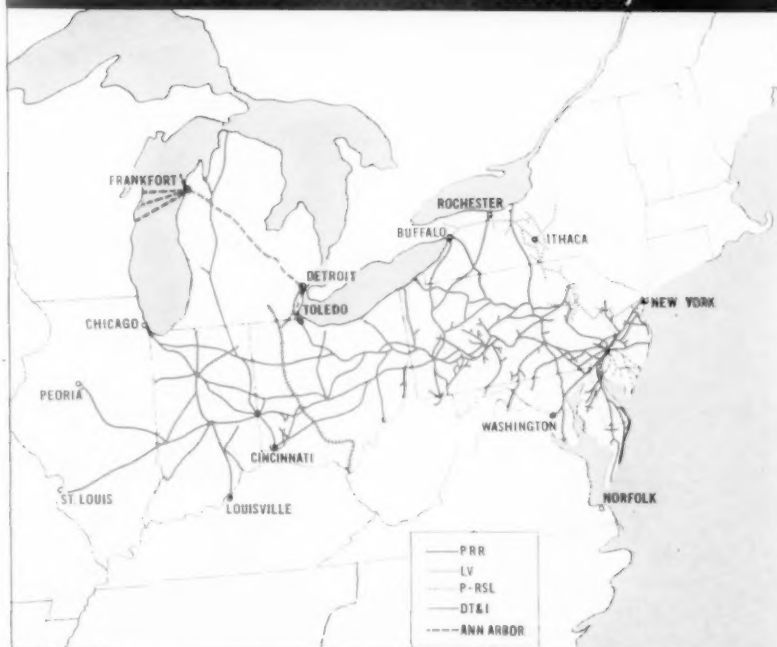 FRANKFORT
ROCHESTER
BUFFALO
ITHACA
DETROIT
TOLEDO
NEW YORK
CHICAGO
PEORIA
WASHINGTON
CINCINNATI
ST. LOUIS
LOUISVILLE
NORFOLK
PRR
LV
P-RSL
DT&I
ANN ARBOR